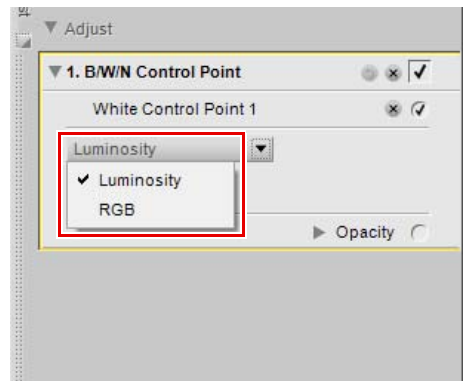 Adjust
1. B/W/N Control Point
White Control Point 1
Luminosity
Luminosity
RGB
Opacity